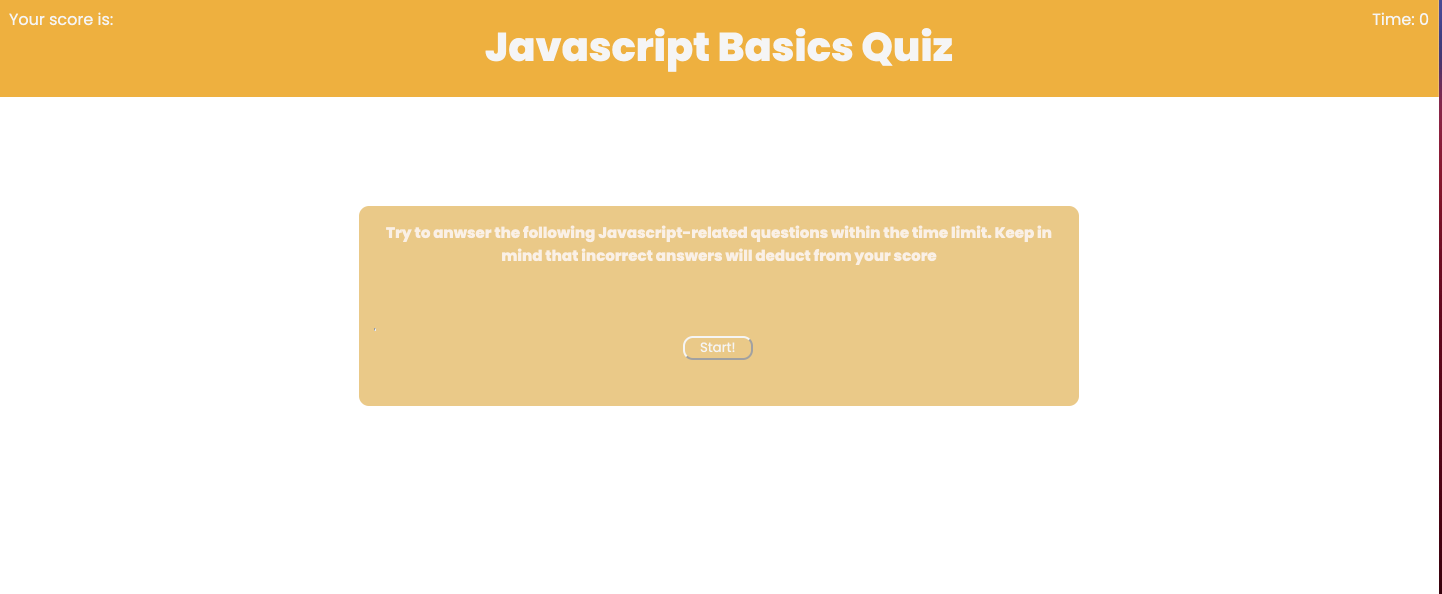 Your score is:
Time: 0
Javascript Basics Quiz
Try to anwser the following Javascript-related questions within the time limit. Keep in
mind that incorrect answers will deduct from your score
Start!